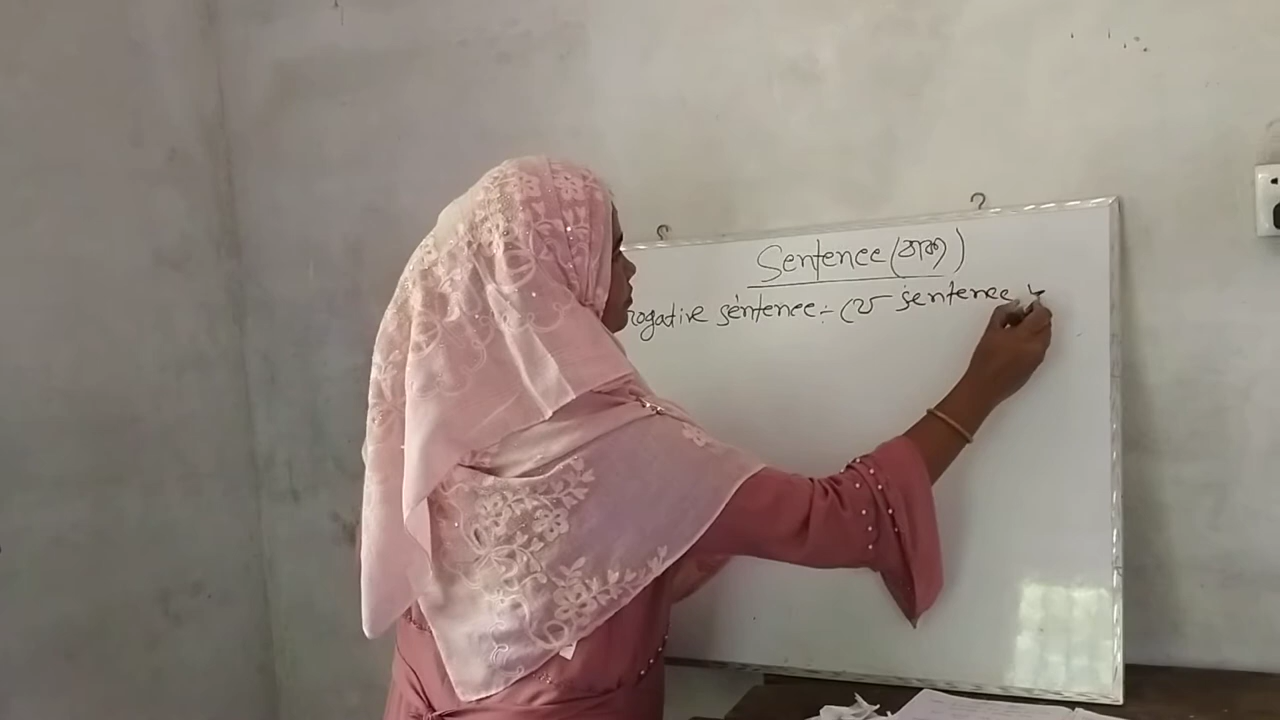 Sentence (বাক্য)
rogative sentence:- যে sentence